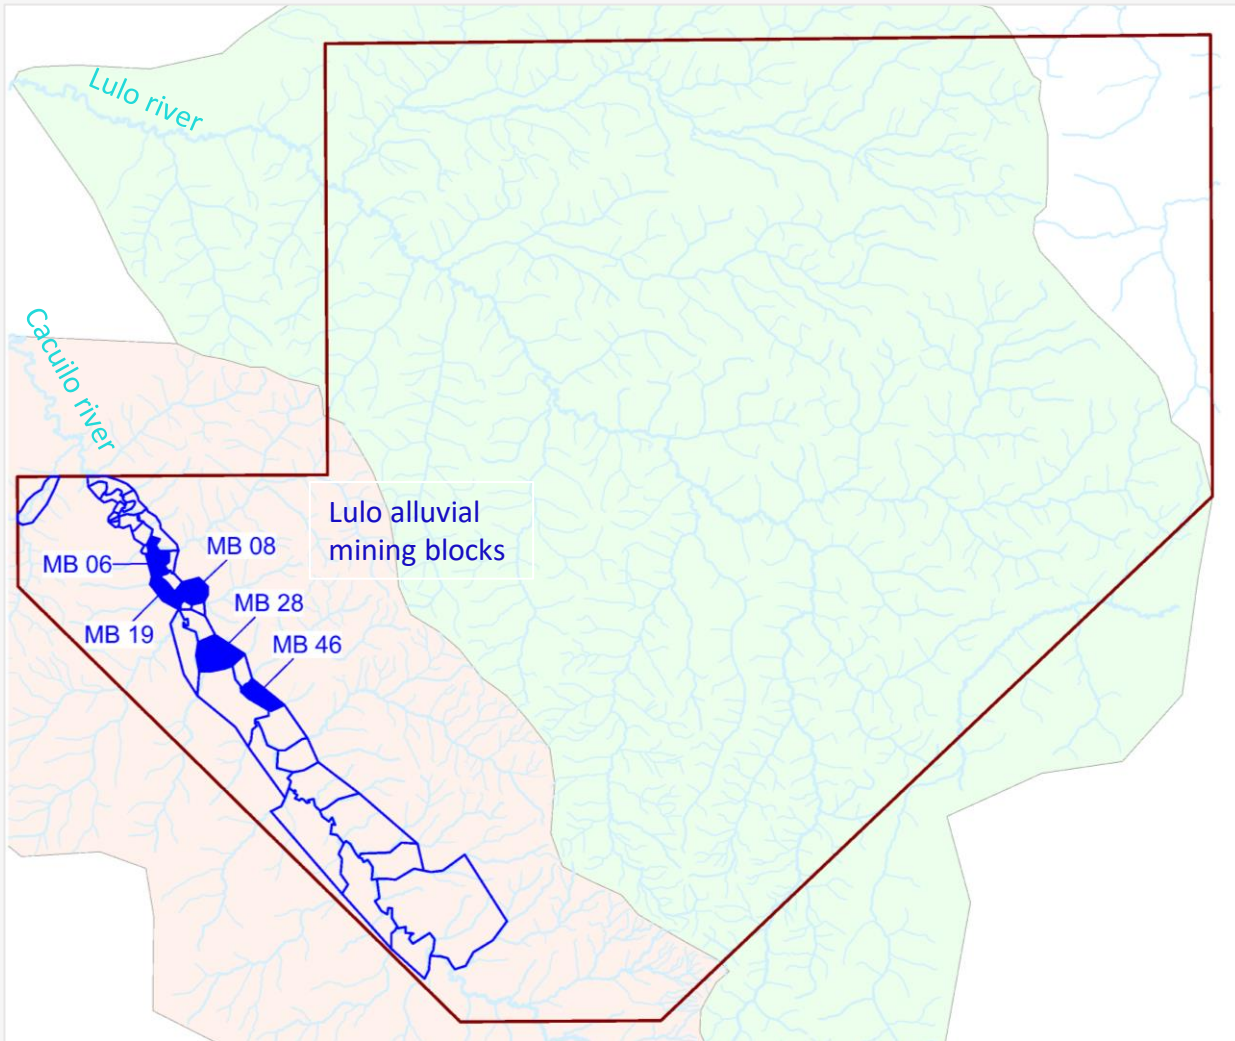 Lulo river
Cacuilo river
Lulo alluvial
mining blocks
MB 06
MB 08
MB 19
MB 28
MB 46